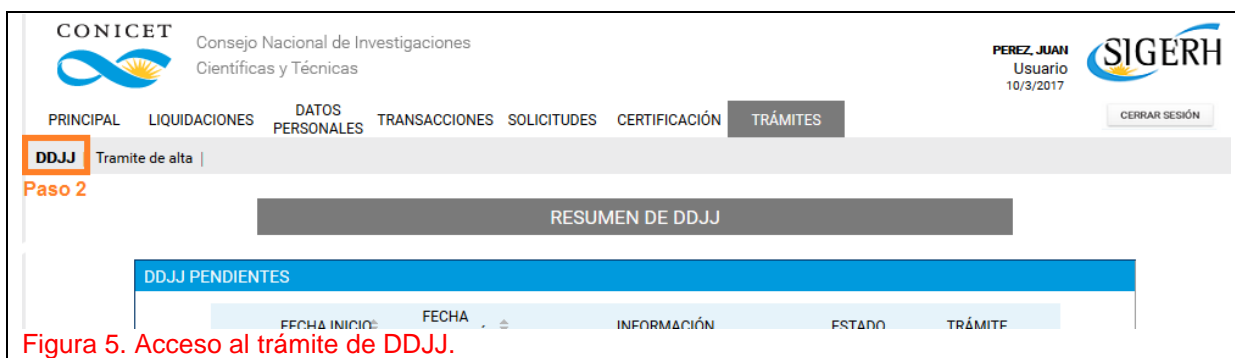 CONICET
Consejo Nacional de Investigaciones
Científicas y Técnicas
PEREZ, JUAN
Usuario
10/3/2017
SIGERH
PRINCIPAL LIQUIDACIONES DATOS PERSONALES TRANSACCIONES SOLICITUDES CERTIFICACIÓN TRÁMITES CERRAR SESIÓN
DDJJ Tramite de alta |
Paso 2
RESUMEN DE DDJJ
DDJJ PENDIENTES
FECHA INICIO FECHA INFORMACIÓN ESTADO TRÁMITE
Figura 5. Acceso al trámite de DDJJ.